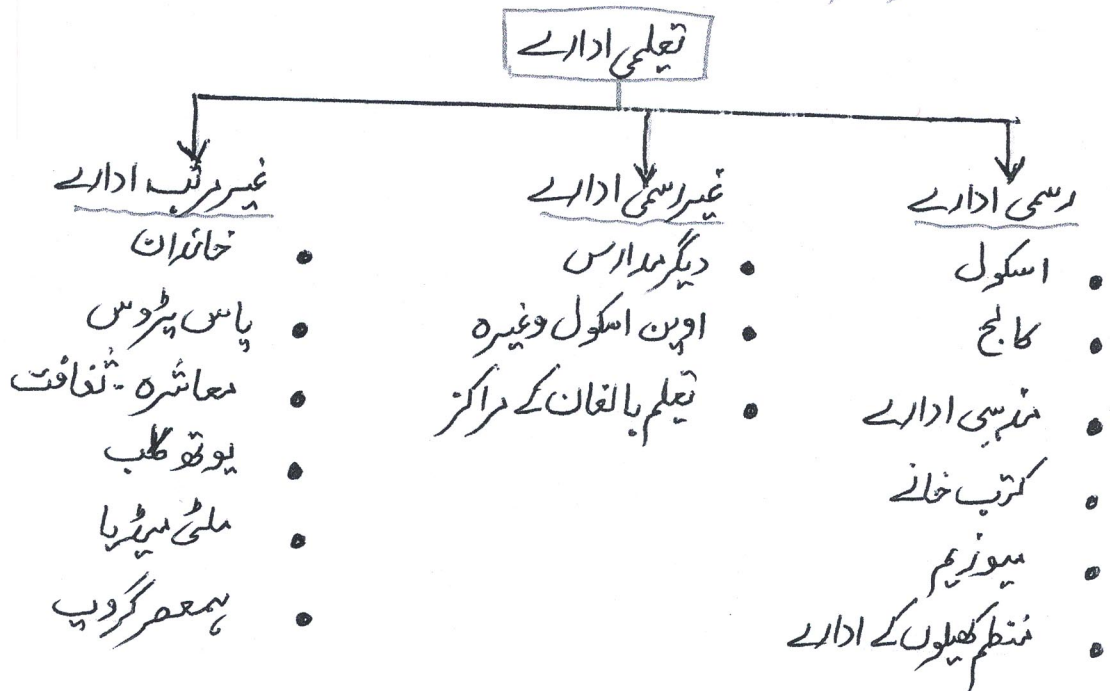 تعلیمی ادارے
رسمی ادارے
اسکول
کالج
مذہبی ادارے
کتب خانے
میوزیم
منظم کھیلوں کے ادارے
غیر رسمی ادارے
دیگر مدارس
اوپن اسکول وغیرہ
تعلیم بالغان کے مراکز
غیر مرتب ادارے
خاندان
پاس پڑوس
معاشرہ - ثقافت
یوتھ کلب
ملٹی میڈیا
ہمعصر گروپ